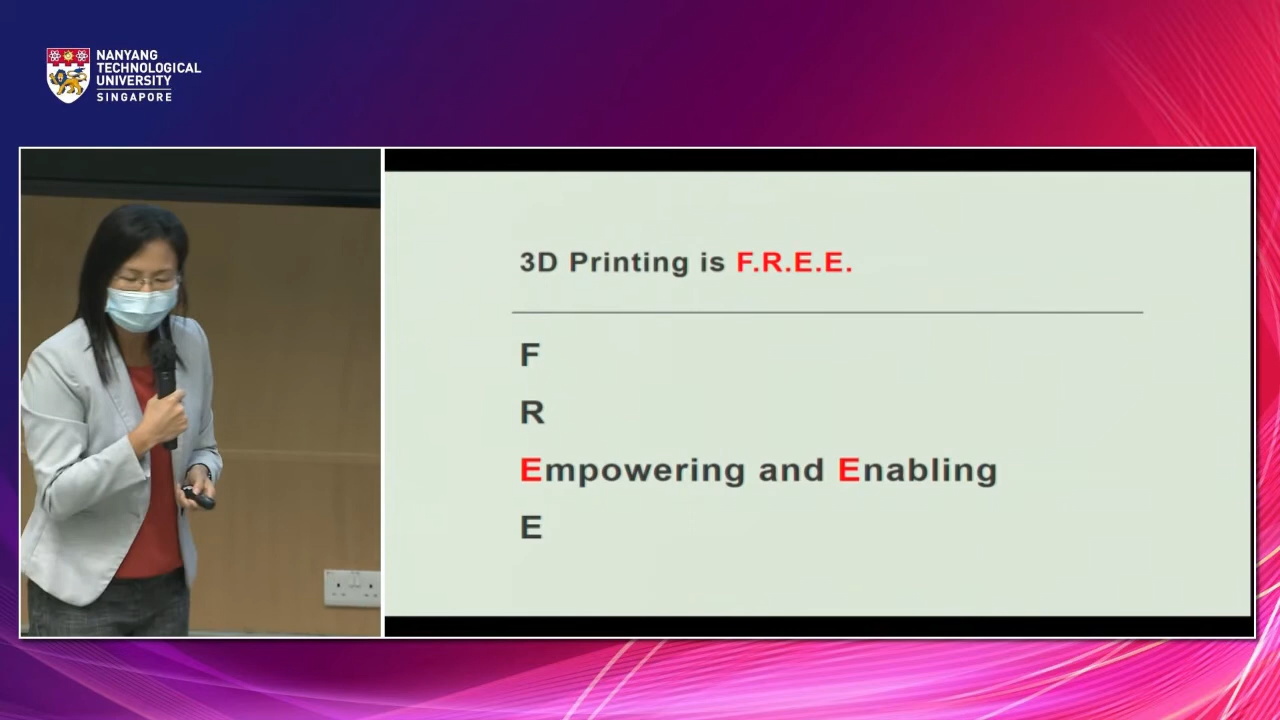 NANYANG
TECHNOLOGICAL
UNIVERSITY
SINGAPORE
3D Printing is F.R.E.E.
F
R
Empowering and Enabling
E